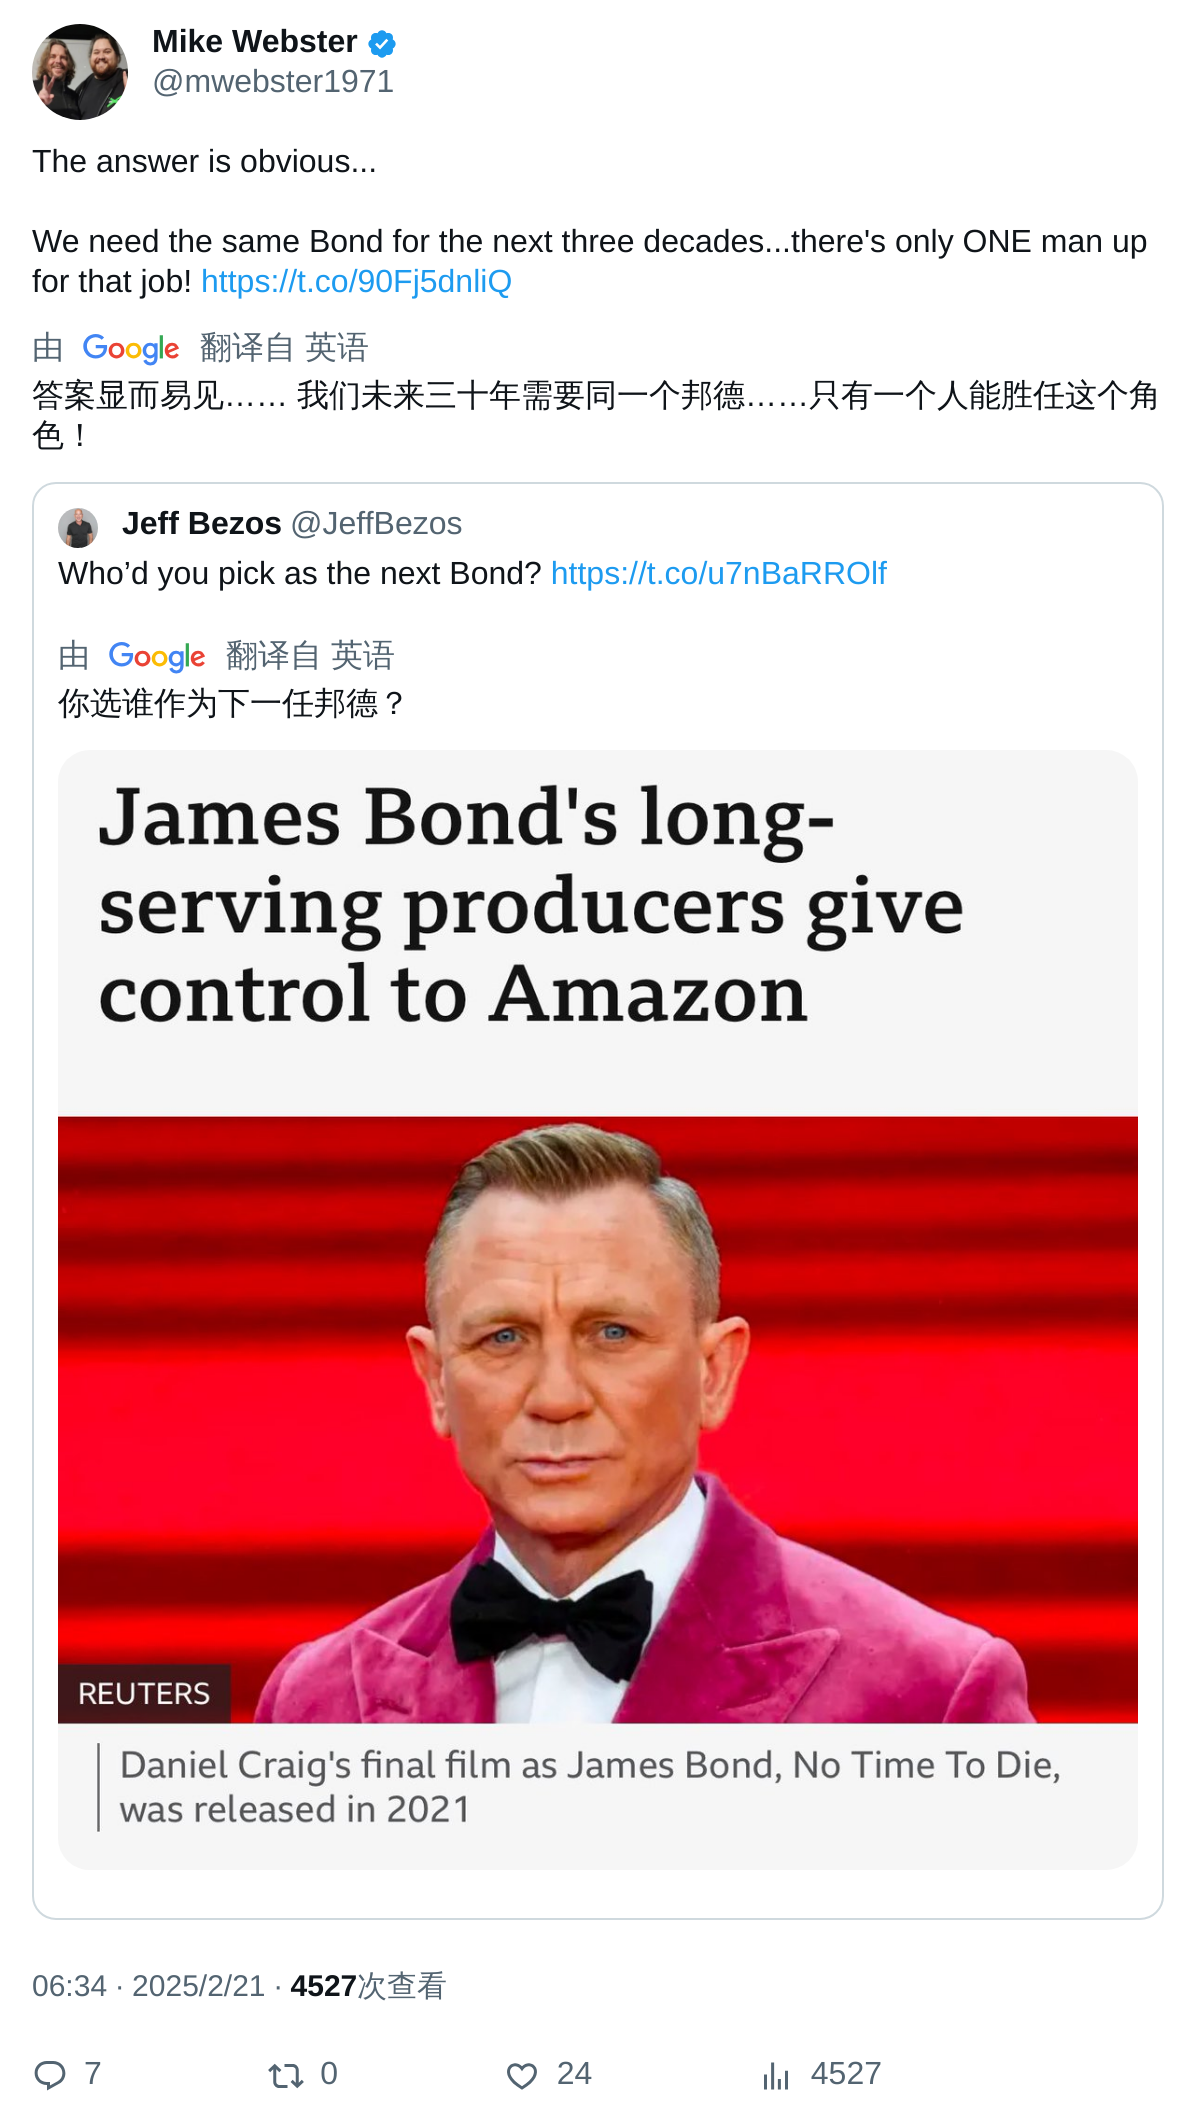 Mike Webster
@mwebster1971
The answer is obvious...
We need the same Bond for the next three decades...there's only ONE man up
for that job! https://t.co/90Fj5dnliQ
由 Google 翻译自 英语
答案显而易见…… 我们未来三十年需要同一个邦德……只有一个人能胜任这个角
色！
Jeff Bezos @JeffBezos
Who’d you pick as the next Bond? https://t.co/u7nBaRROlf
由 Google 翻译自 英语
你选谁作为下一任邦德？
James Bond's long-
serving producers give
control to Amazon
REUTERS
Daniel Craig's final film as James Bond, No Time To Die,
was released in 2021
06:34 · 2025/2/21 · 4527次查看
7 0 24 4527